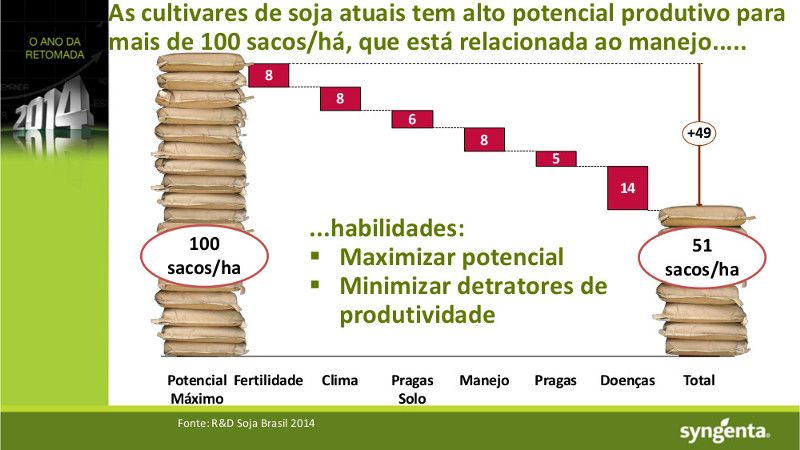 As cultivares de soja atuais tem alto potencial produtivo para
mais de 100 sacos/há, que está relacionada ao manejo.....
O ANO DA
RETOMADA
2014
8
8
6
8
5
14
+49
100
sacos/ha
51
sacos/ha
...habilidades:
▪ Maximizar potencial
▪ Minimizar detratores de
produtividade
Potencial
Máximo
Fertilidade
Clima
Pragas
Solo
Manejo
Pragas
Doenças
Total
Fonte: R&D Soja Brasil 2014
syngenta